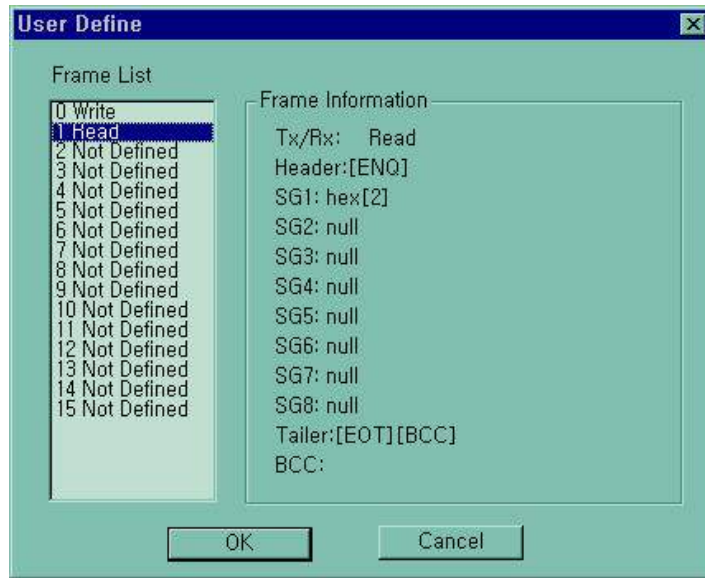 User Define
Frame List
0 Write
1 Read
2 Not Defined
3 Not Defined
4 Not Defined
5 Not Defined
6 Not Defined
7 Not Defined
8 Not Defined
9 Not Defined
10 Not Defined
11 Not Defined
12 Not Defined
13 Not Defined
14 Not Defined
15 Not Defined
Frame Information
Tx/Rx: Read
Header:[ENQ]
SG1: hex[2]
SG2: null
SG3: null
SG4: null
SG5: null
SG6: null
SG7: null
SG8: null
Tailer:[EOT][BCC]
BCC:
OK
Cancel